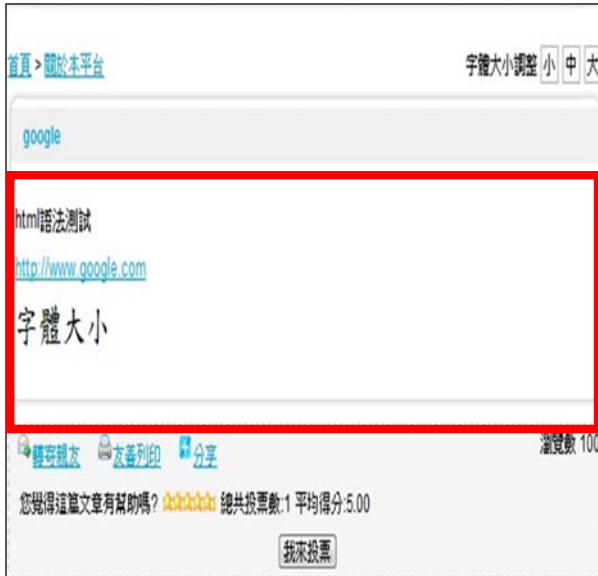 首頁 > 關於本平台 字體大小調整 小 中 大
google
html語法測試
http://www.google.com
字體大小
轉寄親友 友善列印 分享 瀏覽數 100
您覺得這篇文章有幫助嗎? 總共投票數:1 平均得分:5.00
我來投票